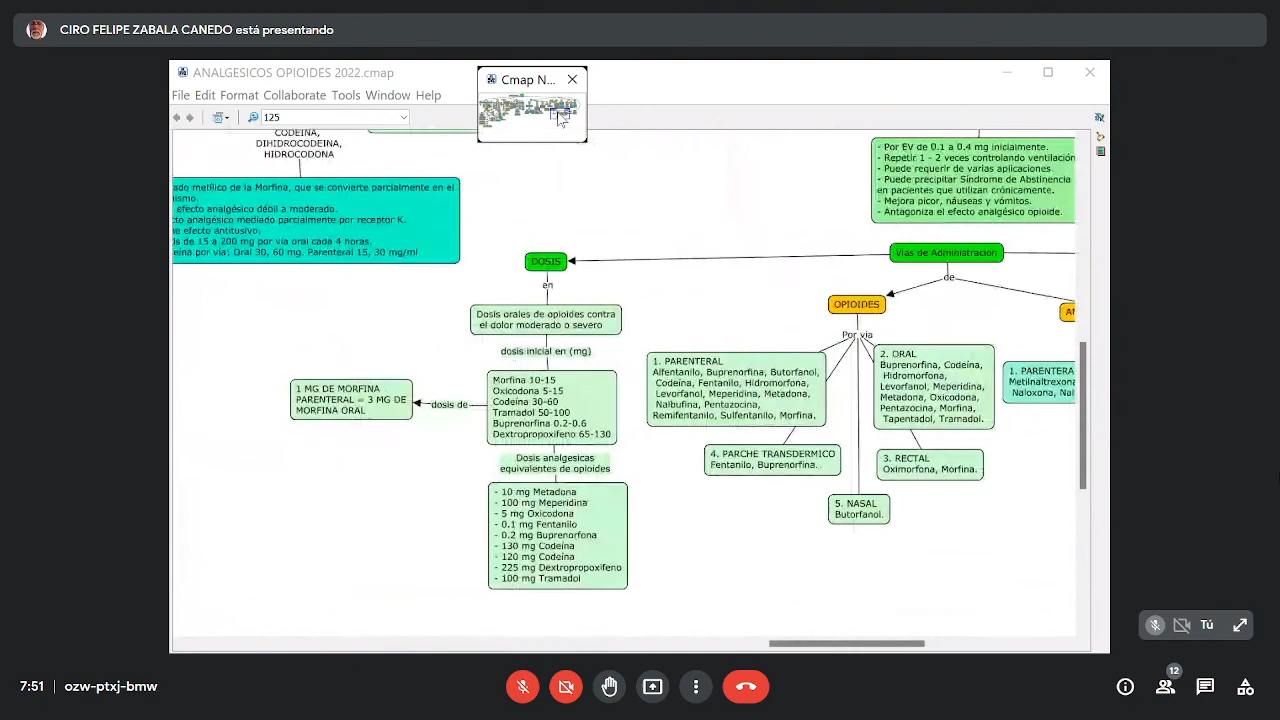 CIRO FELIPE ZABALA CANEDO está presentando
ANALGESICOS OPIOIDES 2022.cmap
Cmap N...
File Edit Format Collaborate Tools Window Help
125
CODEÍNA,
DIHIDROCODEINA,
HIDROCODONA
ado metílico de la Morfina, que se convierte parcialmente en el
ismo.
efecto analgésico débil a moderado.
cto analgésico mediado parcialmente por receptor K.
ne efecto antitusivo.
is de 15 a 200 mg por vía oral cada 4 horas.
eína por vía: Oral 30, 60 mg. Parenteral 15, 30 mg/ml
- Por EV de 0.1 a 0.4 mg inicialmente.
- Repetir 1 - 2 veces controlando ventilación
- Puede requerir de varias aplicaciones.
- Puede precipitar Síndrome de Abstinencia
en pacientes que utilizan crónicamente.
- Mejora picor, náuseas y vómitos.
- Antagoniza el efecto analgésico opioide.
DOSIS
Vías de Administración
en
de
Dosis orales de opioides contra
el dolor moderado o severo
OPIOIDES
AN
dosis inicial en (mg)
Por vía
Morfina 10-15
Oxicodona 5-15
Codeína 30-60
Tramadol 50-100
Buprenorfina 0.2-0.6
Dextropropoxifeno 65-130
dosis de
1 MG DE MORFINA
PARENTERAL = 3 MG DE
MORFINA ORAL
1. PARENTERAL
Alfentanilo, Buprenorfina, Butorfanol,
Codeína, Fentanilo, Hidromorfona,
Levorfanol, Meperidina, Metadona,
Nalbufina, Pentazocina,
Remifentanilo, Sulfentanilo, Morfina.
2. ORAL
Buprenorfina, Codeína,
Hidromorfona,
Levorfanol, Meperidina,
Metadona, Oxicodona,
Pentazocina, Morfina,
Tapentadol, Tramadol.
1. PARENTERA
Metilnaltrexona
Naloxona, Nal
4. PARCHE TRANSDERMICO
Fentanilo, Buprenorfina.
3. RECTAL
Oximorfona, Morfina.
5. NASAL
Butorfanol.
Dosis analgesicas
equivalentes de opioides
- 10 mg Metadona
- 100 mg Meperidina
- 5 mg Oxicodona
- 0.1 mg Fentanilo
- 0.2 mg Buprenorfona
- 130 mg Codeína
- 120 mg Codeína
- 225 mg Dextropropoxifeno
- 100 mg Tramadol
Tú
7:51 | ozw-ptxj-bmw
12